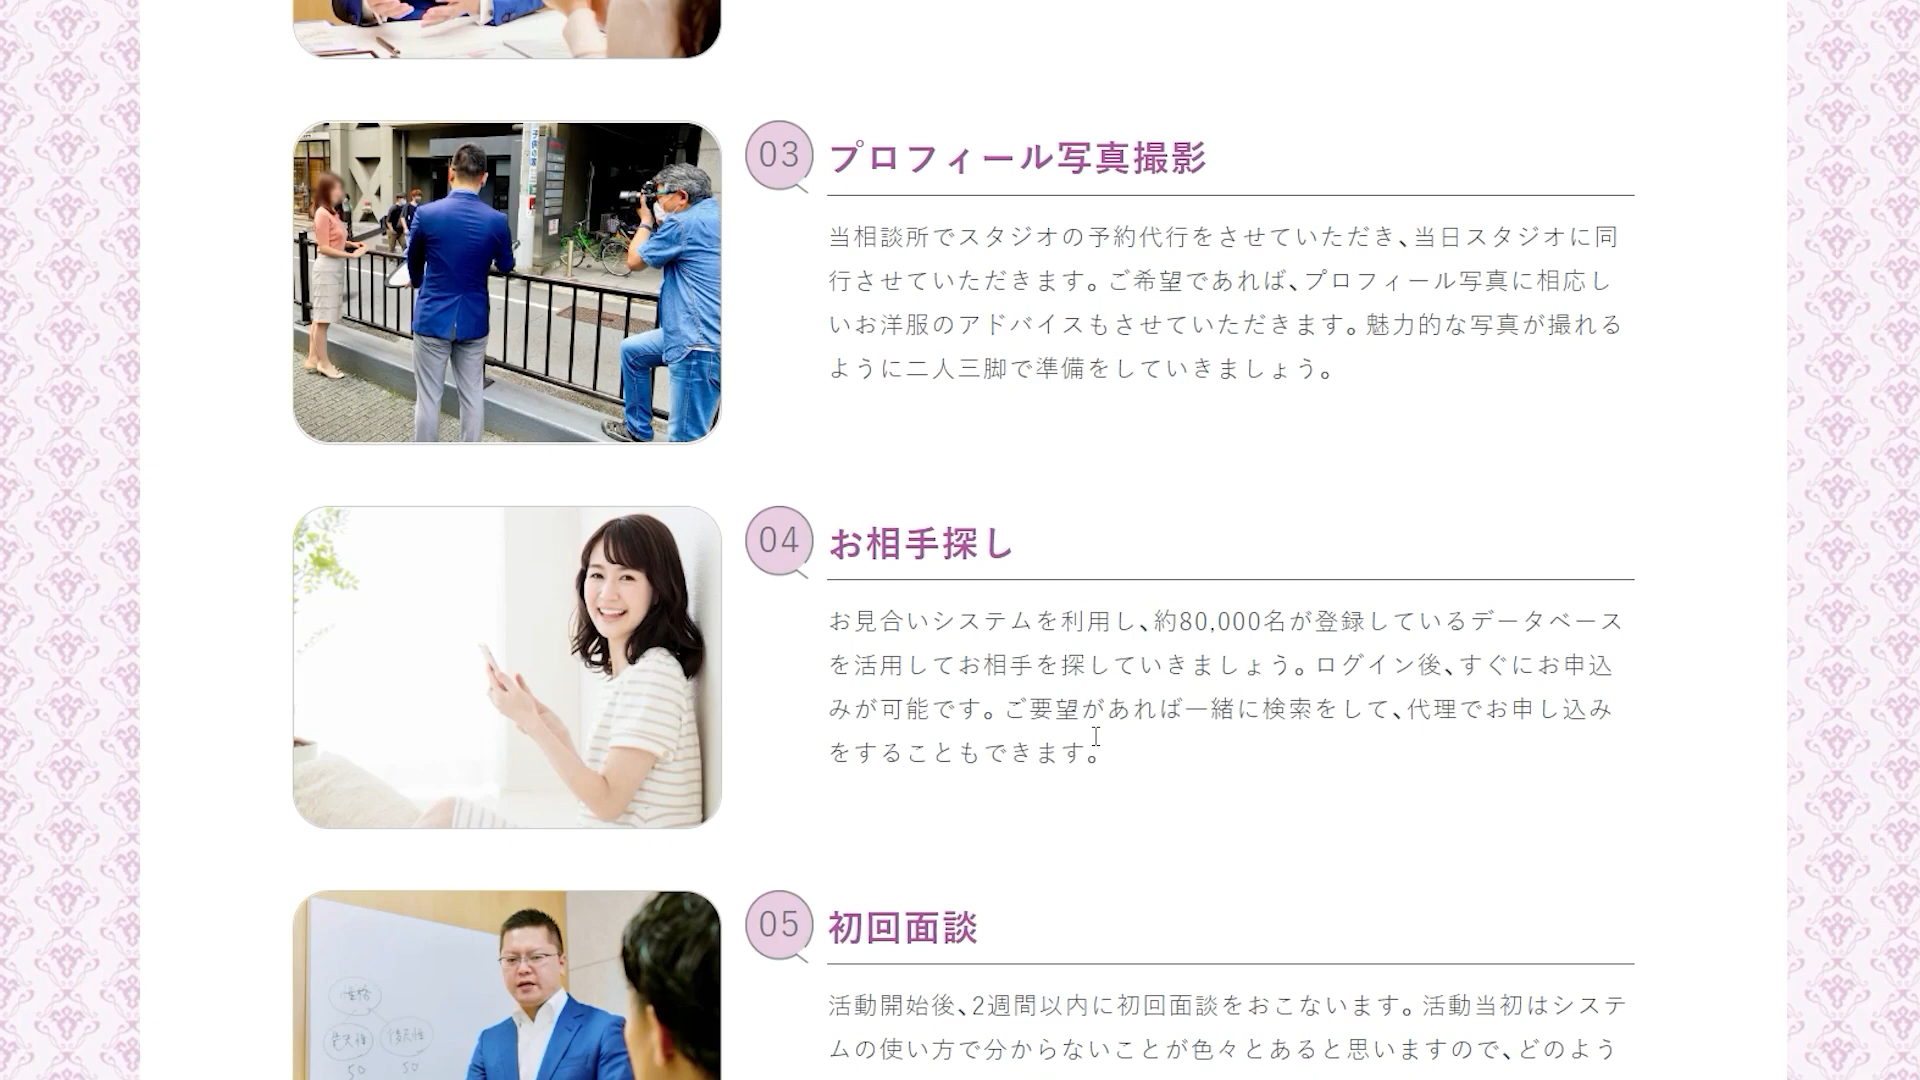 03
プロフィール写真撮影
当相談所でスタジオの予約代行をさせていただき、当日スタジオに同
行させていただきます。ご希望であれば、プロフィール写真に相応し
いお洋服のアドバイスもさせていただきます。魅力的な写真が撮れる
ように二人三脚で準備をしていきましょう。
04
お相手探し
お見合いシステムを利用し、約80,000名が登録しているデータベース
を活用してお相手を探していきましょう。ログイン後、すぐにお申込
みが可能です。ご要望があれば一緒に検索をして、代理でお申し込み
をすることもできます。
05
初回面談
活動開始後、2週間以内に初回面談をおこないます。活動当初はシステ
ムの使い方で分からないことが色々とあると思いますので、どのよう
性格
後天性
50
50